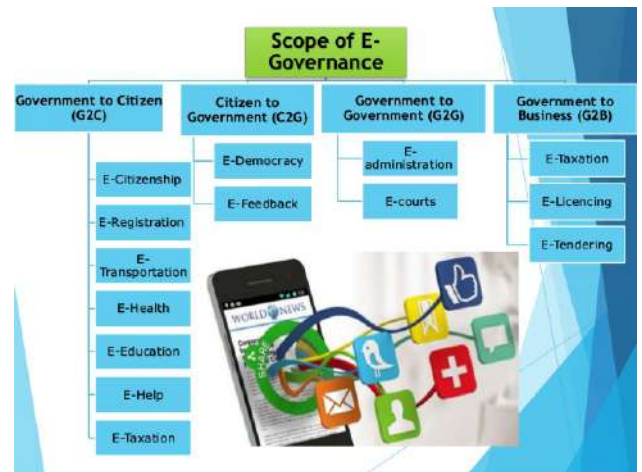 Scope of E-
Governance
Government to Citizen
(G2C)
E-Citizenship
E-Registration
E-
Transportation
E-Health
E-Education
E-Help
E-Taxation
Citizen to
Government (C2G)
E-Democracy
E-Feedback
Government to
Government (G2G)
E-
administration
E-courts
Government to
Business (G2B)
E-Taxation
E-Licencing
E-Tendering
WORLD NEWS
SHARE